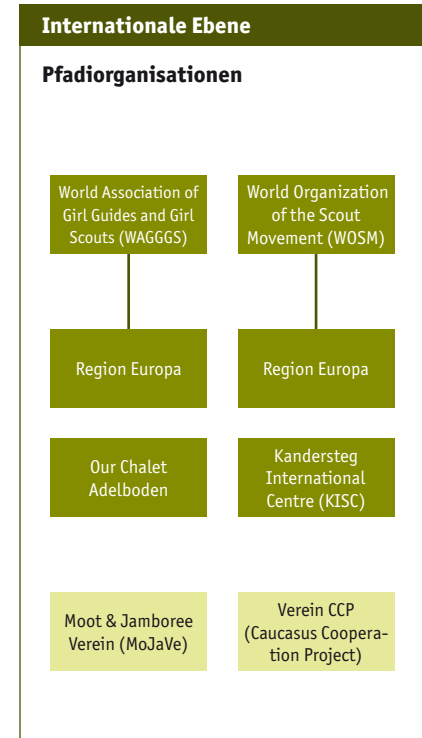 Internationale Ebene
Pfadiorganisationen
World Association of
Girl Guides and Girl
Scouts (WAGGGS)
World Organization
of the Scout
Movement (WOSM)
Region Europa
Region Europa
Our Chalet
Adelboden
Kandersteg
International
Centre (KISC)
Moot & Jamboree
Verein (MoJaVe)
Verein CCP
(Caucasus Coopera-
tion Project)